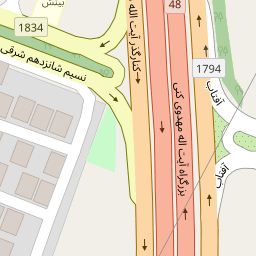 بینش
48
1834
کنارگذر آیت الله
نسیم شانزدهم شرقی
1794
آفتاب
بزرگراه آیت الله مهدوی کنی
آفتاب